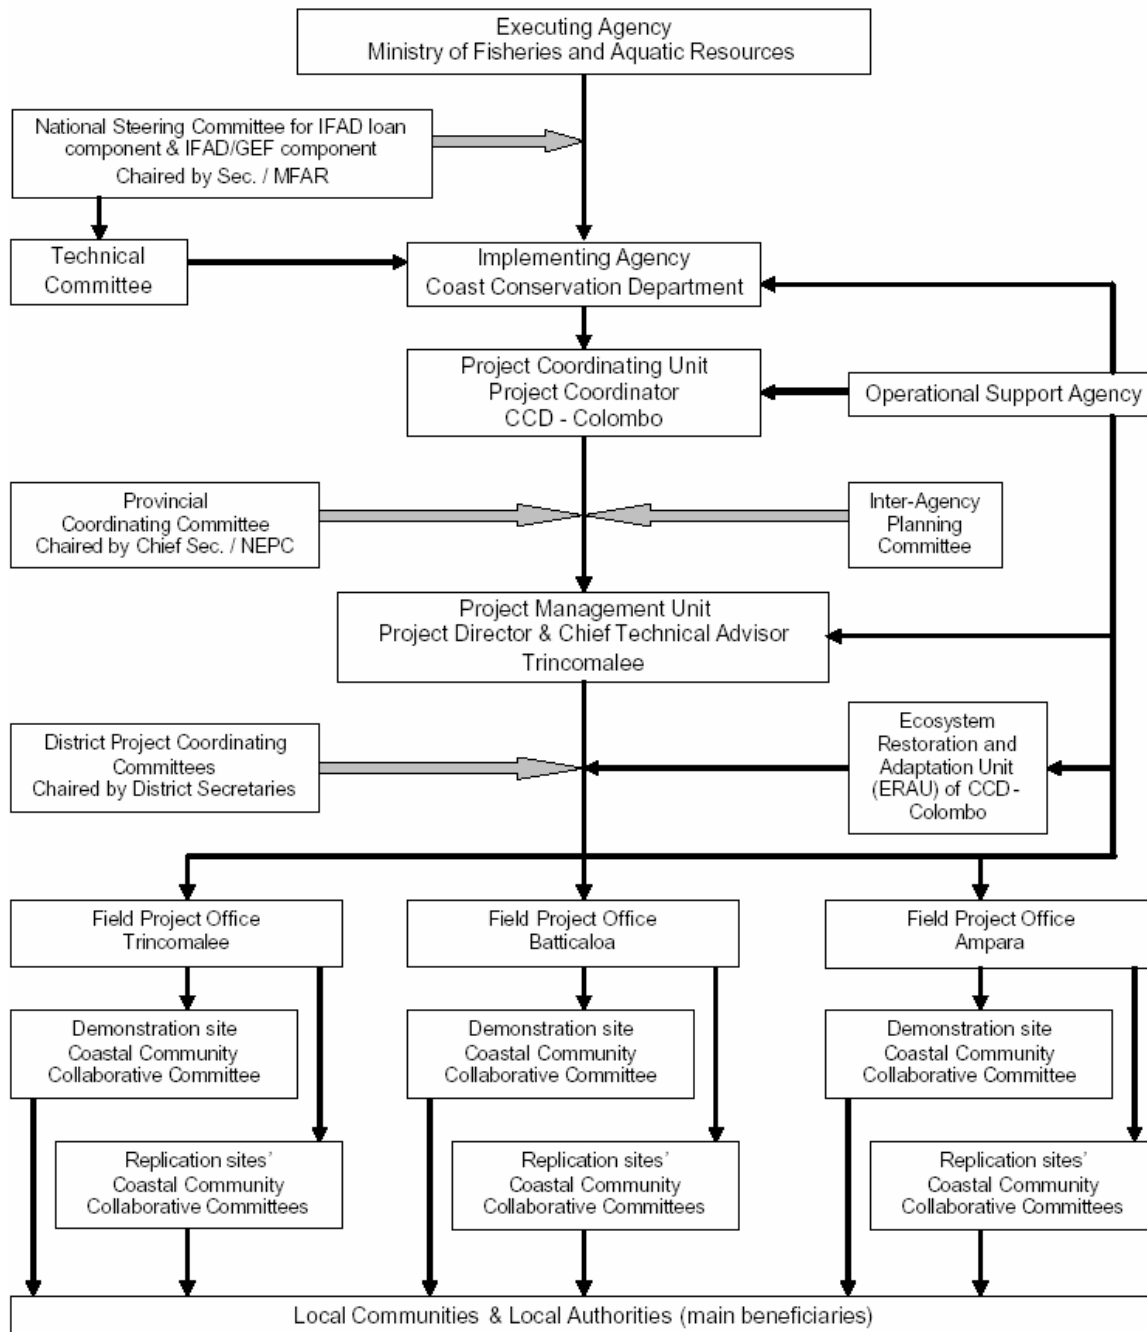 Executing Agency
Ministry of Fisheries and Aquatic Resources
National Steering Committee for IFAD loan
component & IFAD/GEF component
Chaired by Sec. / MFAR
Technical
Committee
Implementing Agency
Coast Conservation Department
Project Coordinating Unit
Project Coordinator
CCD - Colombo
Operational Support Agency
Provincial
Coordinating Committee
Chaired by Chief Sec. / NEPC
Inter-Agency
Planning
Committee
Project Management Unit
Project Director & Chief Technical Advisor
Trincomalee
District Project Coordinating
Committees
Chaired by District Secretaries
Ecosystem
Restoration and
Adaptation Unit
(ERAU) of CCD -
Colombo
Field Project Office
Trincomalee
Field Project Office
Batticaloa
Field Project Office
Ampara
Demonstration site
Coastal Community
Collaborative Committee
Demonstration site
Coastal Community
Collaborative Committee
Demonstration site
Coastal Community
Collaborative Committee
Replication sites’
Coastal Community
Collaborative Committees
Replication sites’
Coastal Community
Collaborative Committees
Replication sites’
Coastal Community
Collaborative Committees
Local Communities & Local Authorities (main beneficiaries)